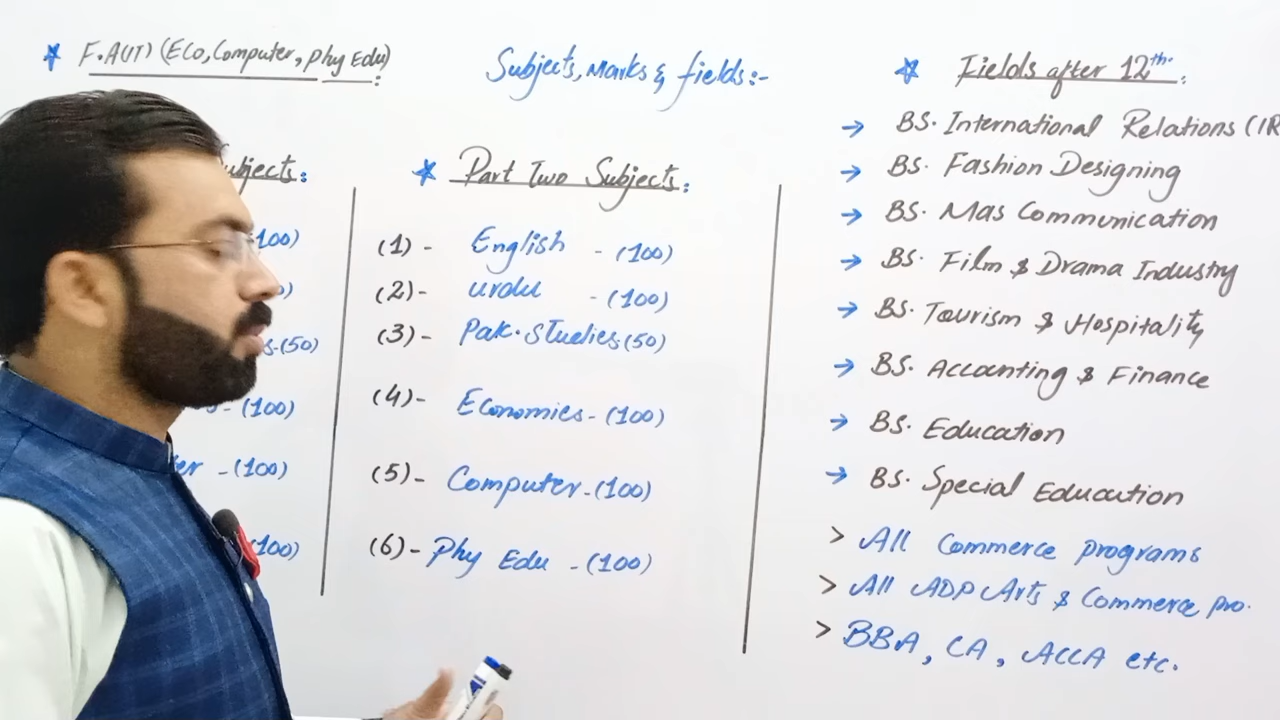 * F.A(IT) (Eco, Computer, Phy Edu):
Subjects, Marks & fields:-
* Fields after 12th.:
ubjects:
100)
)
s-(50)
- (100)
er - (100)
(100)
* Part Two Subjects:
(1) - English - (100)
(2) - urdu - (100)
(3) - Pak. Studies (50)
(4) - Economics - (100)
(5) - Computer - (100)
(6) - Phy Edu - (100)
→ BS. International Relations (IR
→ BS. Fashion Designing
→ BS. Mas Communication
→ BS. Film & Drama Industry
→ BS. Tourism & Hospitality
→ BS. Accounting & Finance
→ BS. Education
→ BS. Special Education
> All Commerce programs
> All ADP Arts & Commerce pro.
> BBA, CA, ACCA etc.